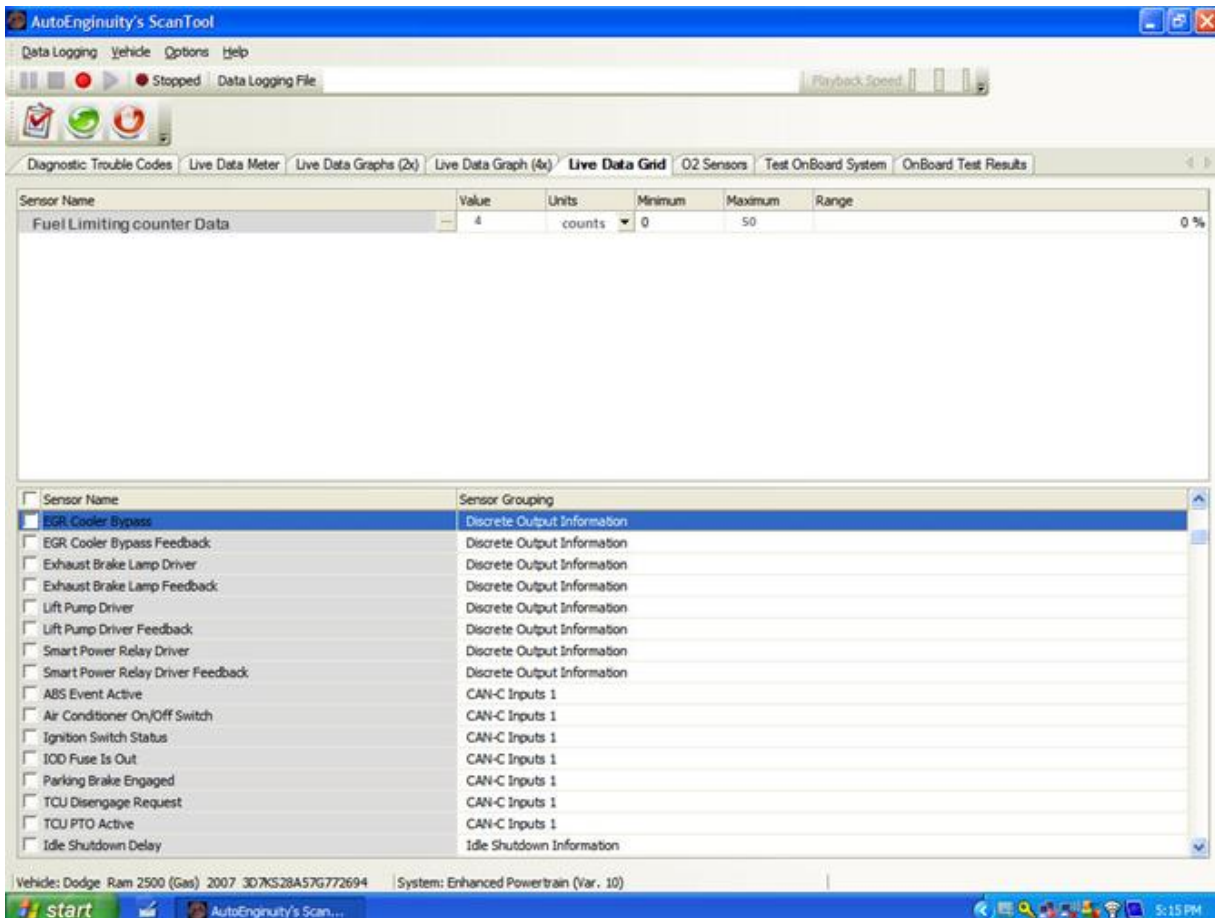 AutoEnginuity's ScanTool
Data Logging Vehicle Options Help
Stopped Data Logging File Playback Speed
Diagnostic Trouble Codes Live Data Meter Live Data Graphs (2x) Live Data Graph (4x) Live Data Grid O2 Sensors Test OnBoard System OnBoard Test Results
Sensor Name Value Units Minimum Maximum Range
Fuel Limiting counter Data ... 4 counts 0 50 0 %
Sensor Name Sensor Grouping
EGR Cooler Bypass Discrete Output Information
EGR Cooler Bypass Feedback Discrete Output Information
Exhaust Brake Lamp Driver Discrete Output Information
Exhaust Brake Lamp Feedback Discrete Output Information
Lift Pump Driver Discrete Output Information
Lift Pump Driver Feedback Discrete Output Information
Smart Power Relay Driver Discrete Output Information
Smart Power Relay Driver Feedback Discrete Output Information
ABS Event Active CAN-C Inputs 1
Air Conditioner On/Off Switch CAN-C Inputs 1
Ignition Switch Status CAN-C Inputs 1
IOD Fuse Is Out CAN-C Inputs 1
Parking Brake Engaged CAN-C Inputs 1
TCU Disengage Request CAN-C Inputs 1
TCU PTO Active CAN-C Inputs 1
Idle Shutdown Delay Idle Shutdown Information
Vehicle: Dodge Ram 2500 (Gas) 2007 3D7KS28A57G772694 System: Enhanced Powertrain (Var. 10)
start AutoEnginuity's Scan... 5:15 PM